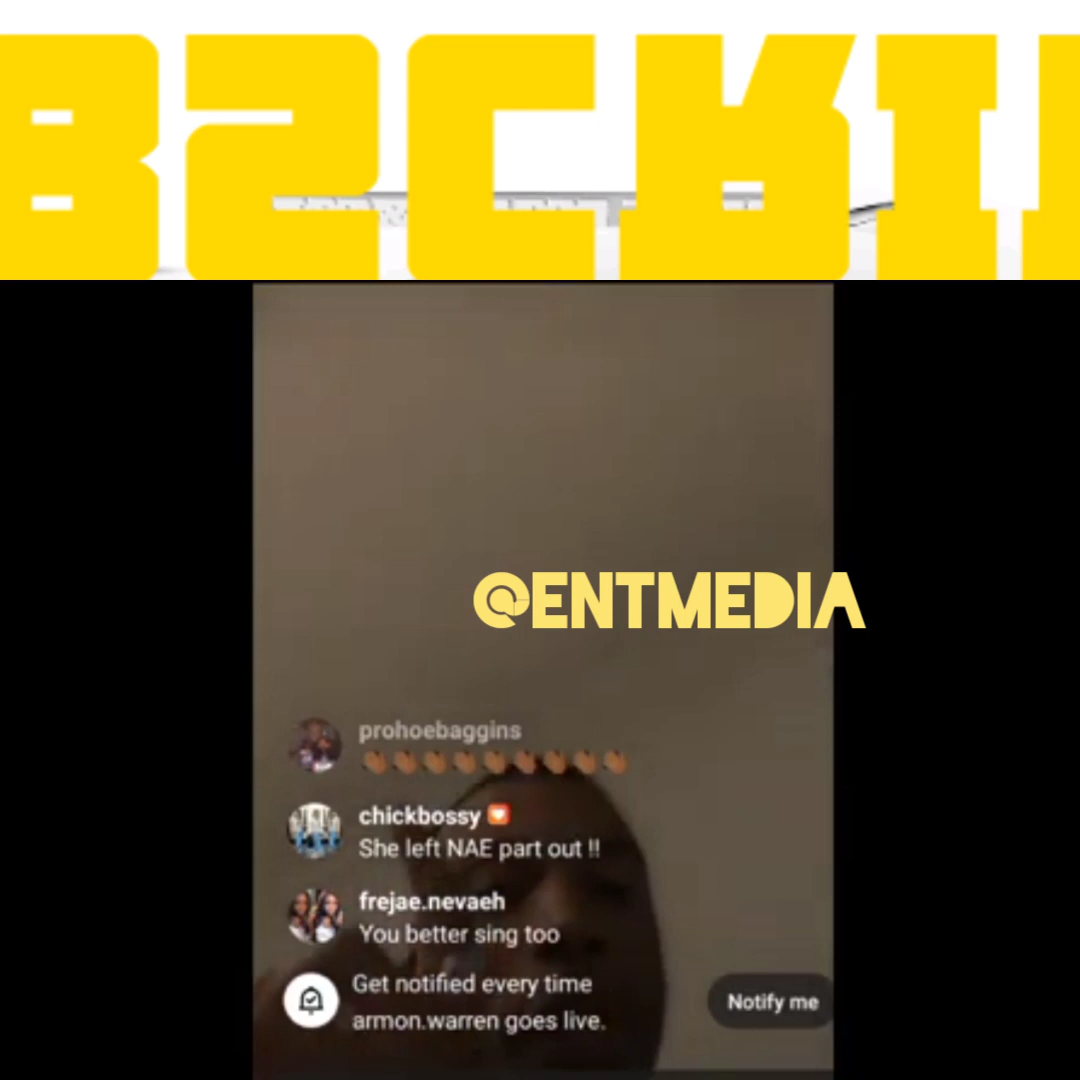 B2CKI
@ENTMEDIA
prohoebaggins
👏🏾👏🏾👏🏾👏🏾👏🏾👏🏾👏🏾👏🏾👏🏾
chickbossy
She left NAE part out !!
frejae.nevaeh
You better sing too
Get notified every time
armon.warren goes live.
Notify me